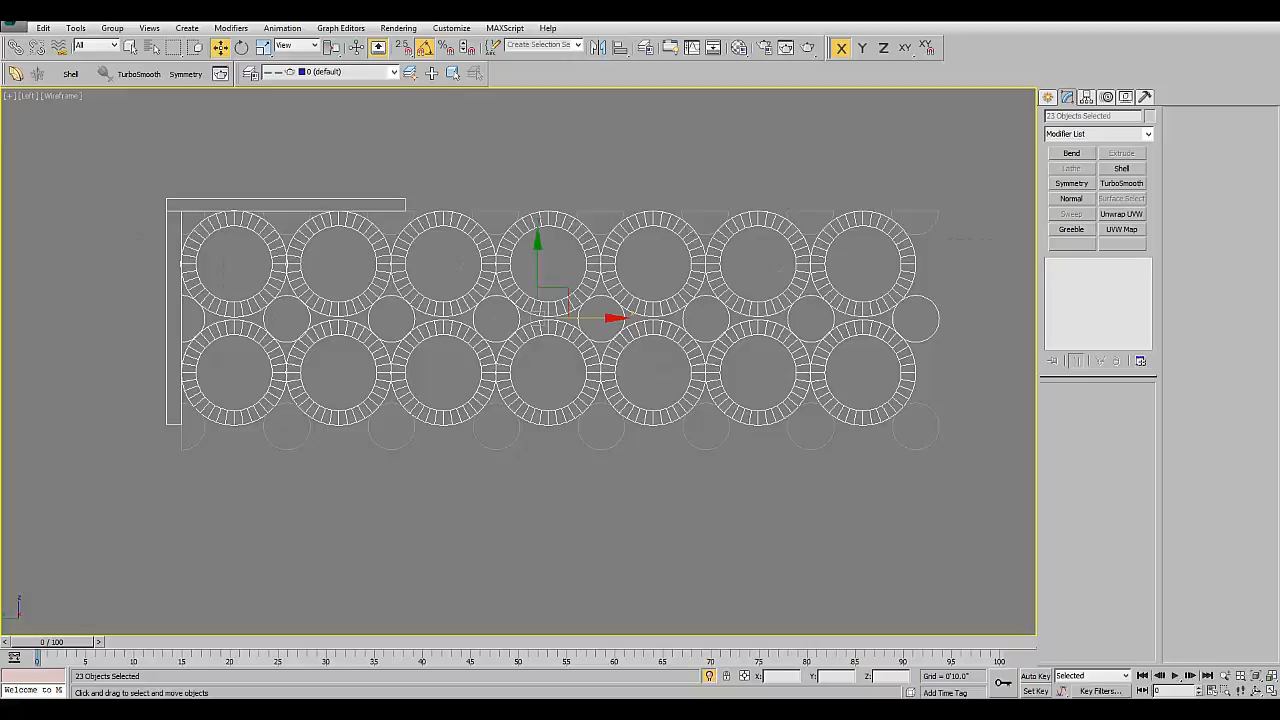 Edit Tools Group Views Create Modifiers Animation Graph Editors Rendering Customize MAXScript Help
All View 2.5 Create Selection Se X Y Z XY XY
Shell TurboSmooth Symmetry 0 (default)
[+] [Left] [Wireframe]
23 Objects Selected
Modifier List
Bend Extrude
Lathe Shell
Symmetry TurboSmooth
Normal Surface Select
Sweep Unwrap UVW
Greeble UVW Map
z
< 0 / 100 >
0 5 10 15 20 25 30 35 40 45 50 55 60 65 70 75 80 85 90 95 100
23 Objects Selected X: Y: Z: Grid = 0'10.0" Auto Key Selected
Welcome to M Click and drag to select and move objects Add Time Tag Set Key Key Filters... 0